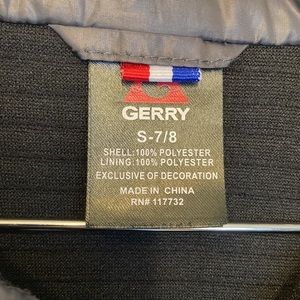 GERRY
S-7/8
SHELL:100% POLYESTER
LINING:100% POLYESTER
EXCLUSIVE OF DECORATION
MADE IN CHINA
RN# 117732